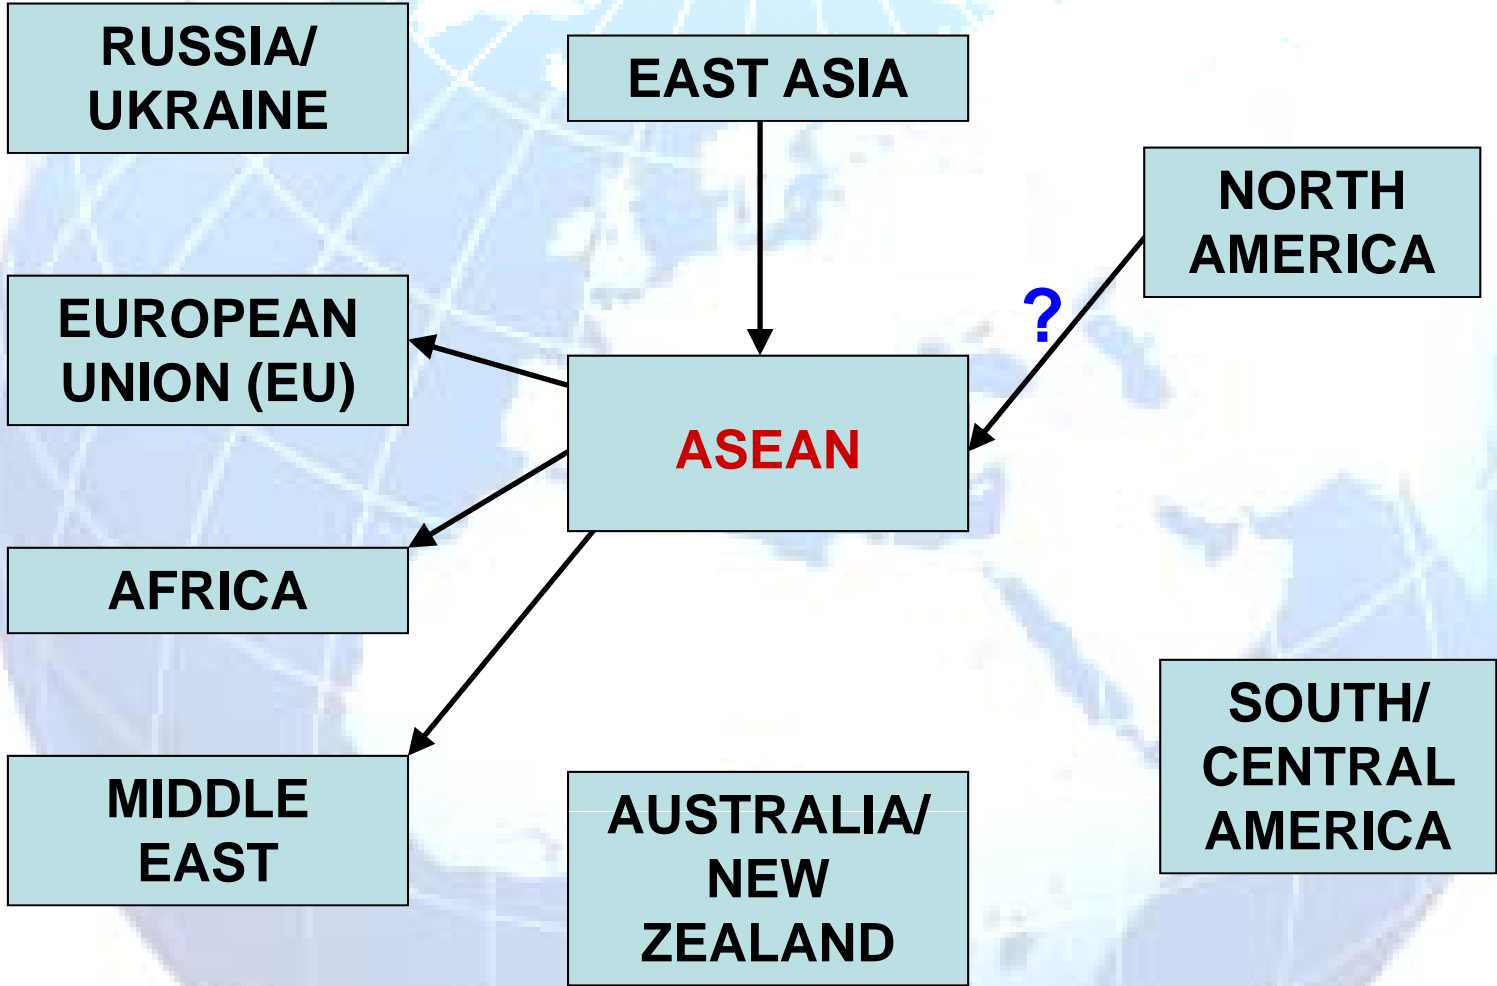 RUSSIA/
UKRAINE
EAST ASIA
NORTH
AMERICA
EUROPEAN
UNION (EU)
?
ASEAN
AFRICA
SOUTH/
CENTRAL
AMERICA
MIDDLE
EAST
AUSTRALIA/
NEW
ZEALAND